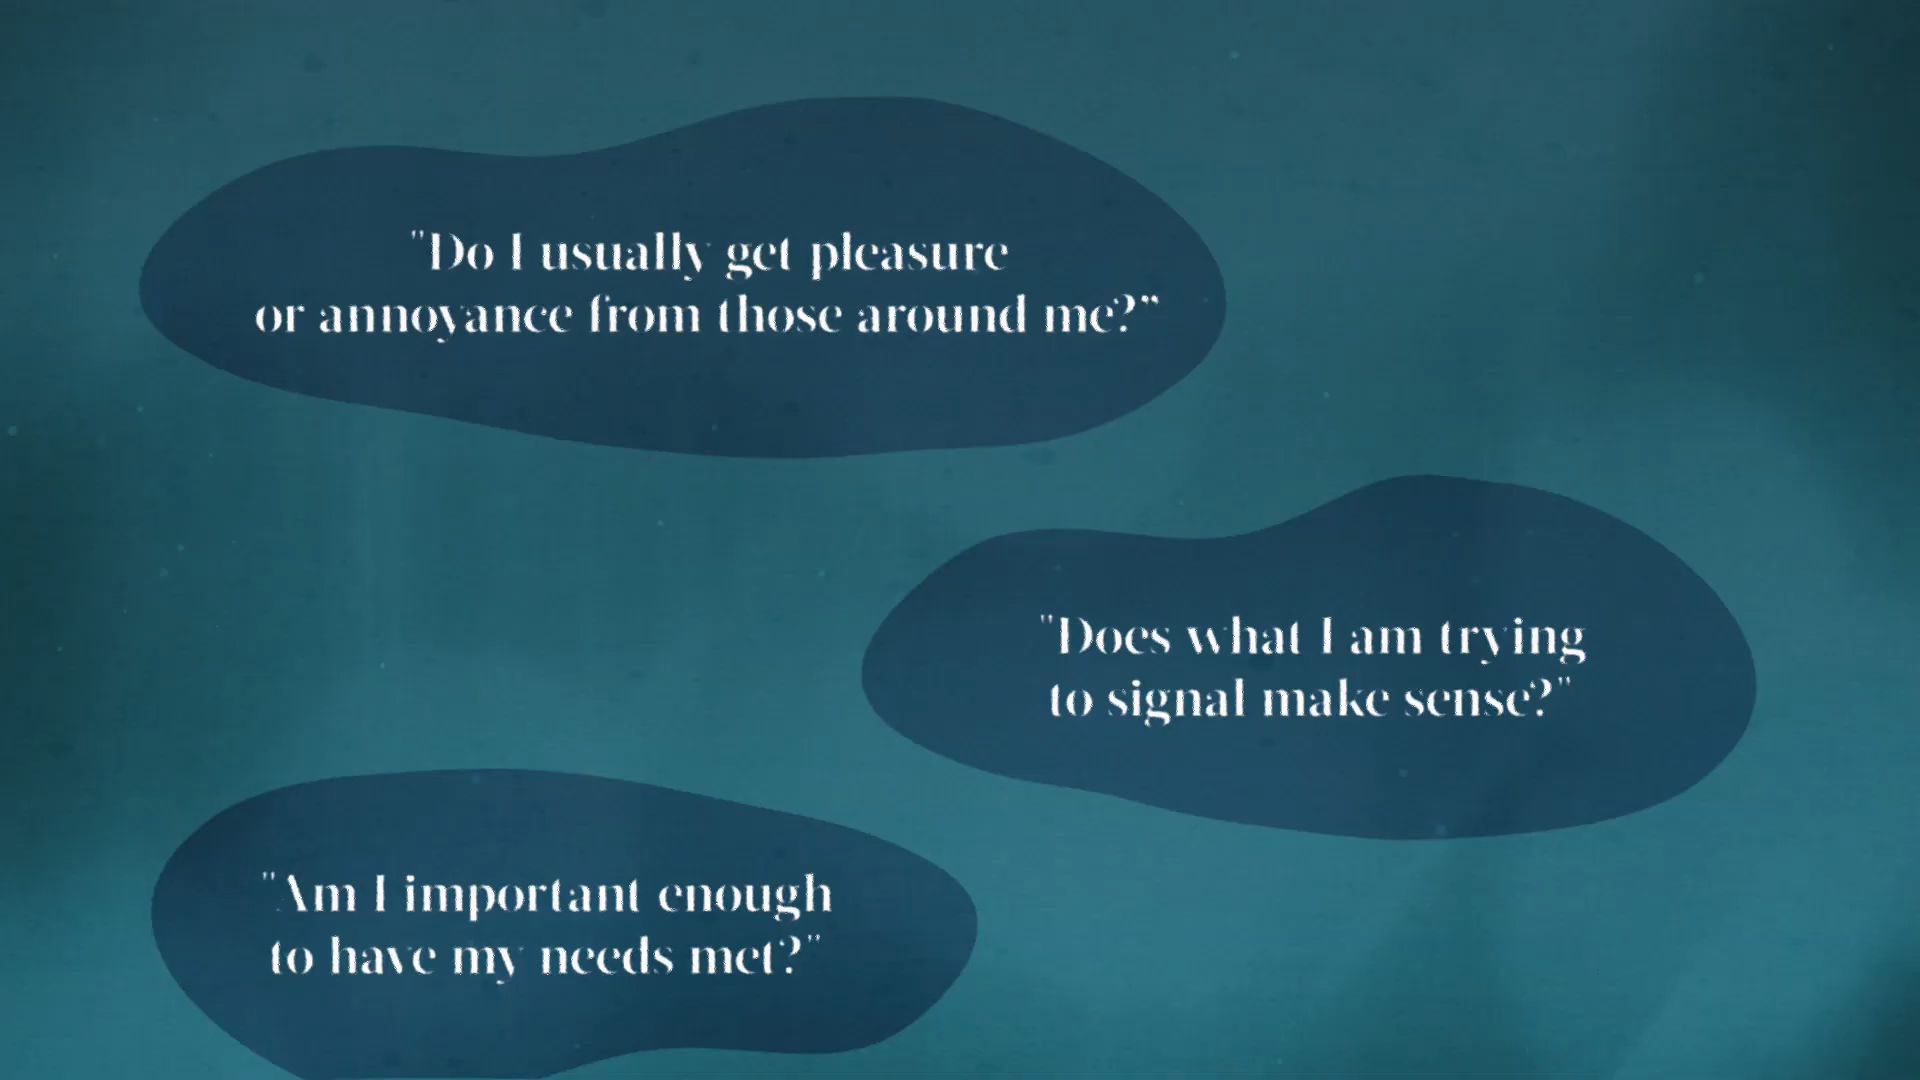 "Do I usually get pleasure
or annoyance from those around me?“
"Does what I am trying
to signal make sense?"
"Am I important enough
to have my needs met?"